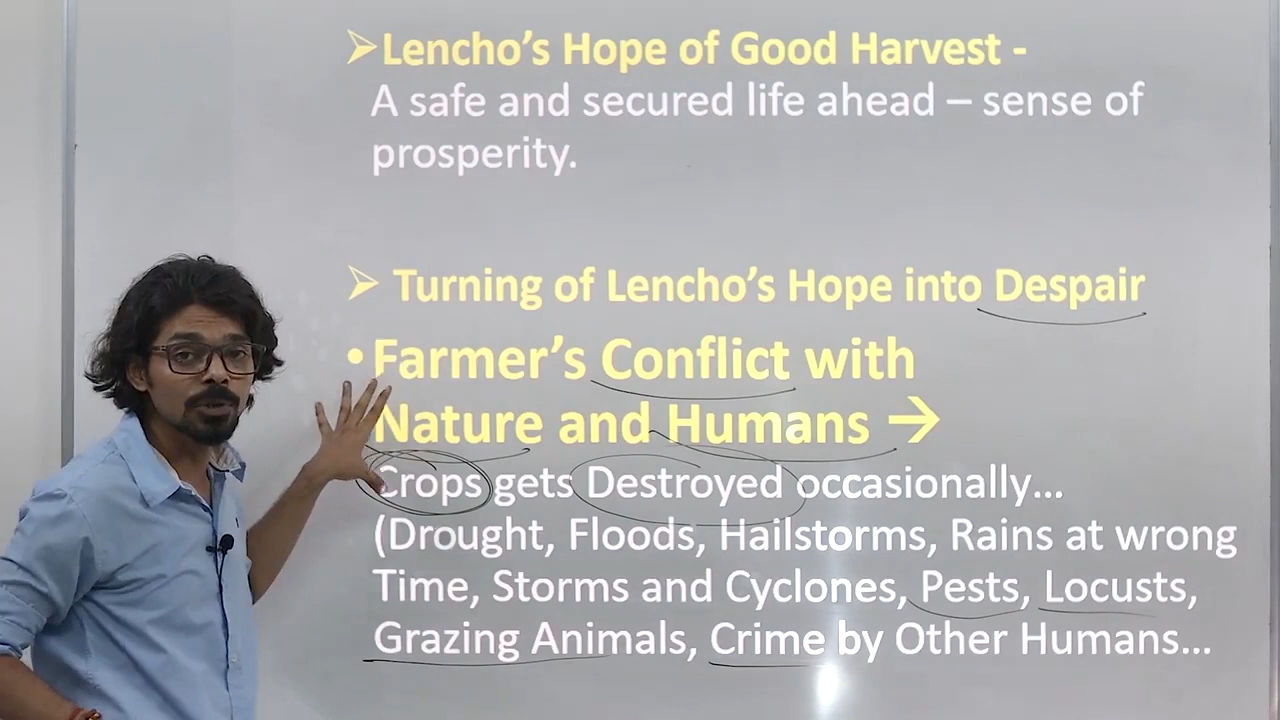 ➢Lencho's Hope of Good Harvest -
A safe and secured life ahead – sense of
prosperity.
➢ Turning of Lencho's Hope into Despair
• Farmer's Conflict with
Nature and Humans →
Crops gets Destroyed occasionally...
(Drought, Floods, Hailstorms, Rains at wrong
Time, Storms and Cyclones, Pests, Locusts,
Grazing Animals, Crime by Other Humans...